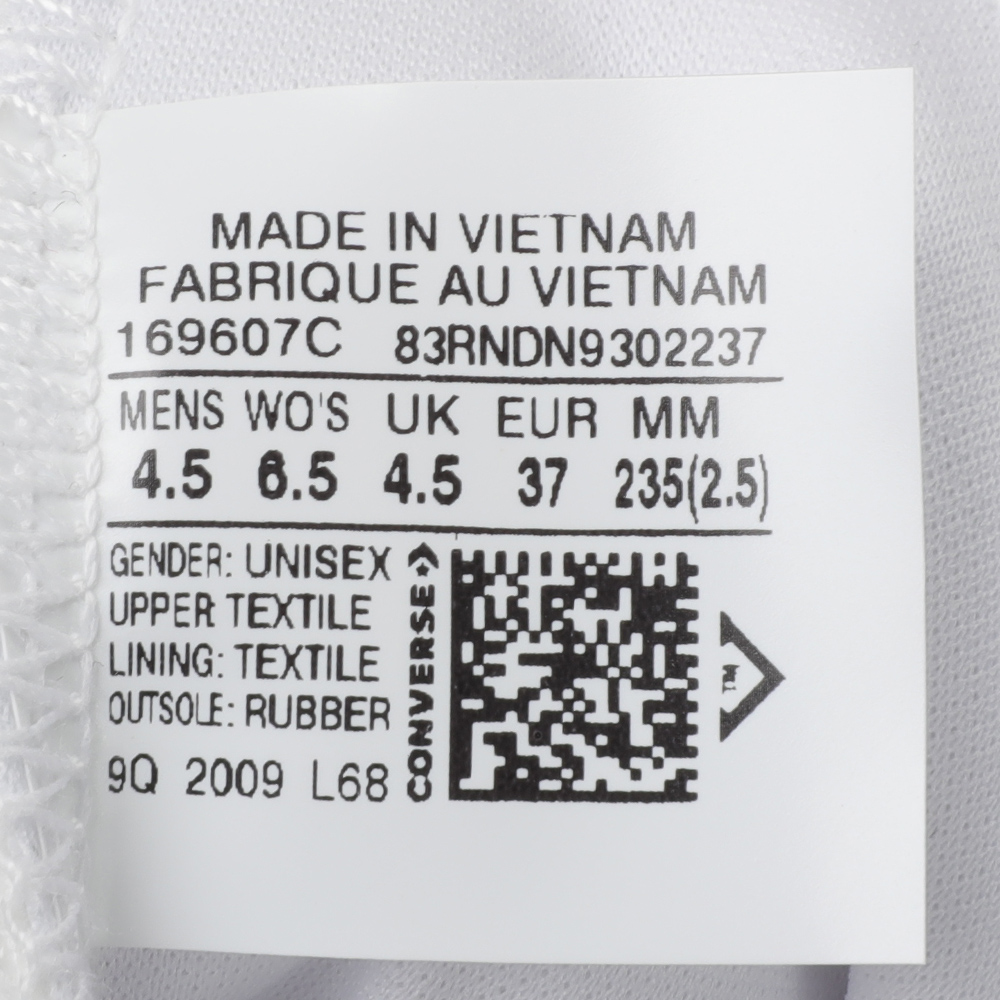 MADE IN VIETNAM
FABRIQUE AU VIETNAM
169607C 83RNDN9302237
MENS WO'S UK EUR MM
4.5 6.5 4.5 37 235(2.5)
GENDER: UNISEX
UPPER TEXTILE
LINING: TEXTILE
OUTSOLE: RUBBER
9Q 2009 L68
CONVERSE